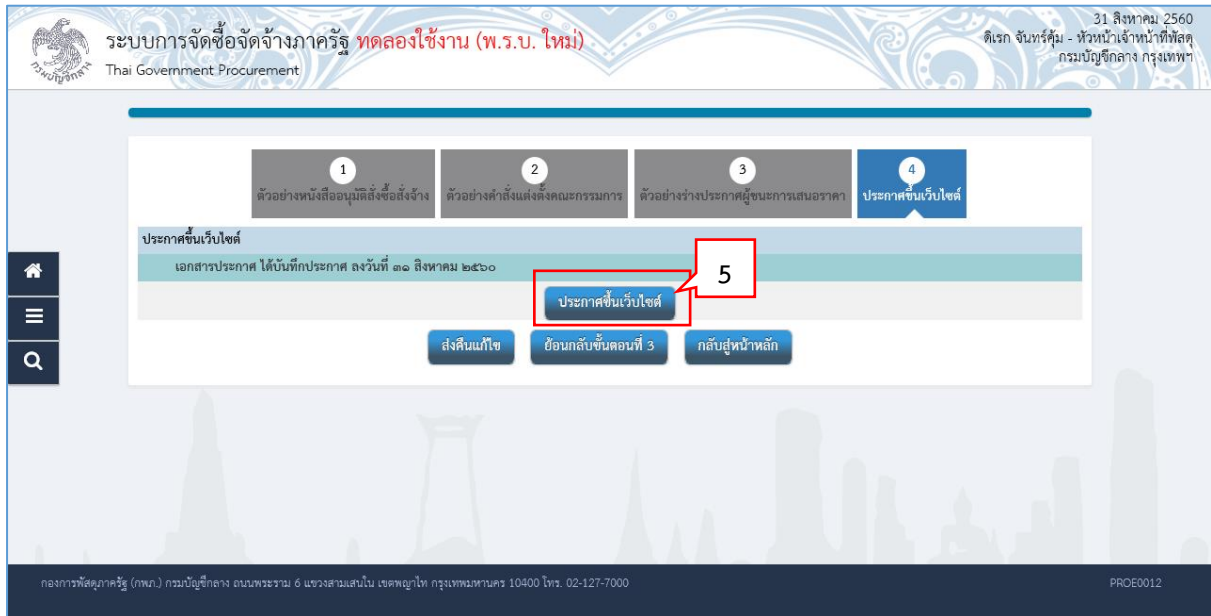 31 สิงหาคม 2560
ระบบการจัดซื้อจัดจ้างภาครัฐ ทดลองใช้งาน (พ.ร.บ. ใหม่)
ดิเรก จันทร์ตุ้ม - หัวหน้าเจ้าหน้าที่พัสดุ
Thai Government Procurement
กรมบัญชีกลาง กรุงเทพฯ
1
2
3
4
ตัวอย่างหนังสืออนุมัติสั่งซื้อสั่งจ้าง
ตัวอย่างคำสั่งแต่งตั้งคณะกรรมการ
ตัวอย่างร่างประกาศผู้ชนะการเสนอราคา
ประกาศขึ้นเว็บไซต์
ประกาศขึ้นเว็บไซต์
เอกสารประกาศ ได้บันทึกประกาศ ลงวันที่ ๓๑ สิงหาคม ๒๕๖๐
5
ประกาศขึ้นเว็บไซต์
ส่งคืนแก้ไข
ย้อนกลับขั้นตอนที่ 3
กลับสู่หน้าหลัก
กองการพัสดุภาครัฐ (กพภ.) กรมบัญชีกลาง ถนนพระราม 6 แขวงสามเสนใน เขตพญาไท กรุงเทพมหานคร 10400 โทร. 02-127-7000
PROE0012